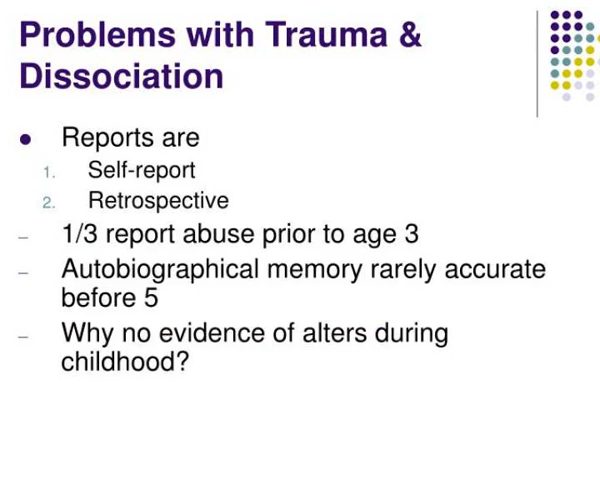 Problems with Trauma &
Dissociation
● Reports are
1. Self-report
2. Retrospective
– 1/3 report abuse prior to age 3
– Autobiographical memory rarely accurate
before 5
– Why no evidence of alters during
childhood?